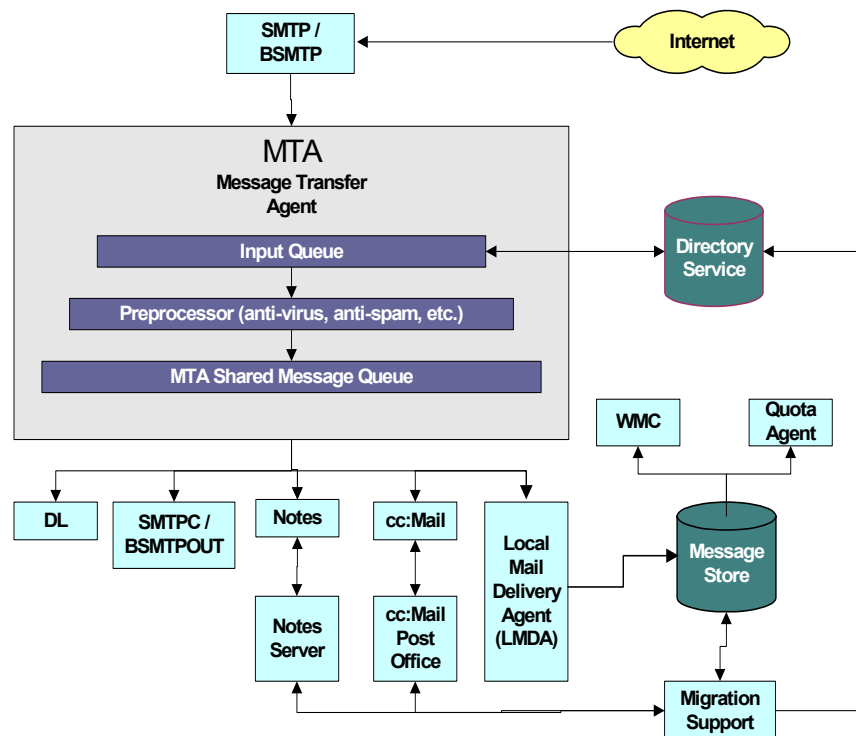 SMTP /
BSMTP
Internet
MTA
Message Transfer
Agent
Input Queue
Preprocessor (anti-virus, anti-spam, etc.)
MTA Shared Message Queue
Directory
Service
WMC
Quota
Agent
DL
SMTPC /
BSMTPOUT
Notes
cc:Mail
Local
Mail
Delivery
Agent
(LMDA)
Message
Store
Notes
Server
cc:Mail
Post
Office
Migration
Support